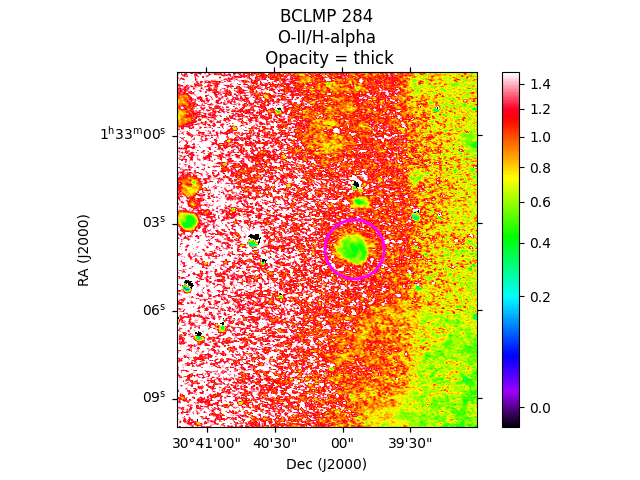 BCLMP 284
O-II/H-alpha
Opacity = thick
RA (J2000)
1ʰ33ᵐ00ˢ
03ˢ
06ˢ
09ˢ
30°41'00" 40'30" 00" 39'30"
Dec (J2000)
1.4
1.2
1.0
0.8
0.6
0.4
0.2
0.0